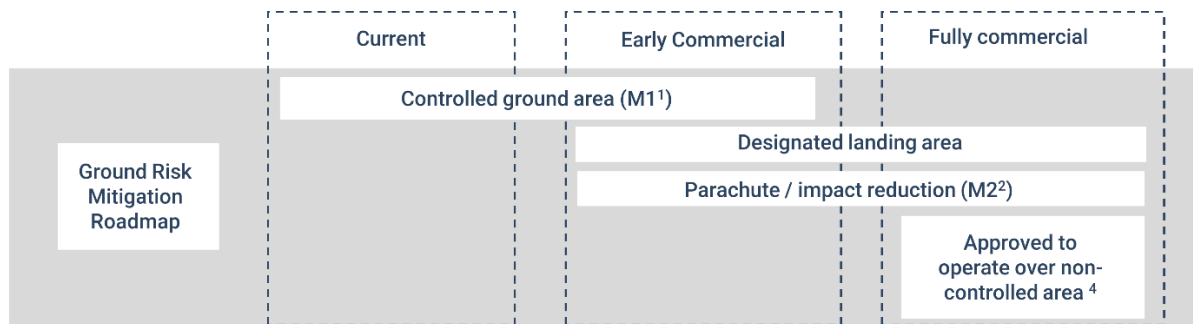 Current
Early Commercial
Fully commercial
Controlled ground area (M1¹)
Designated landing area
Ground Risk
Mitigation
Roadmap
Parachute / impact reduction (M2²)
Approved to
operate over non-
controlled area ⁴